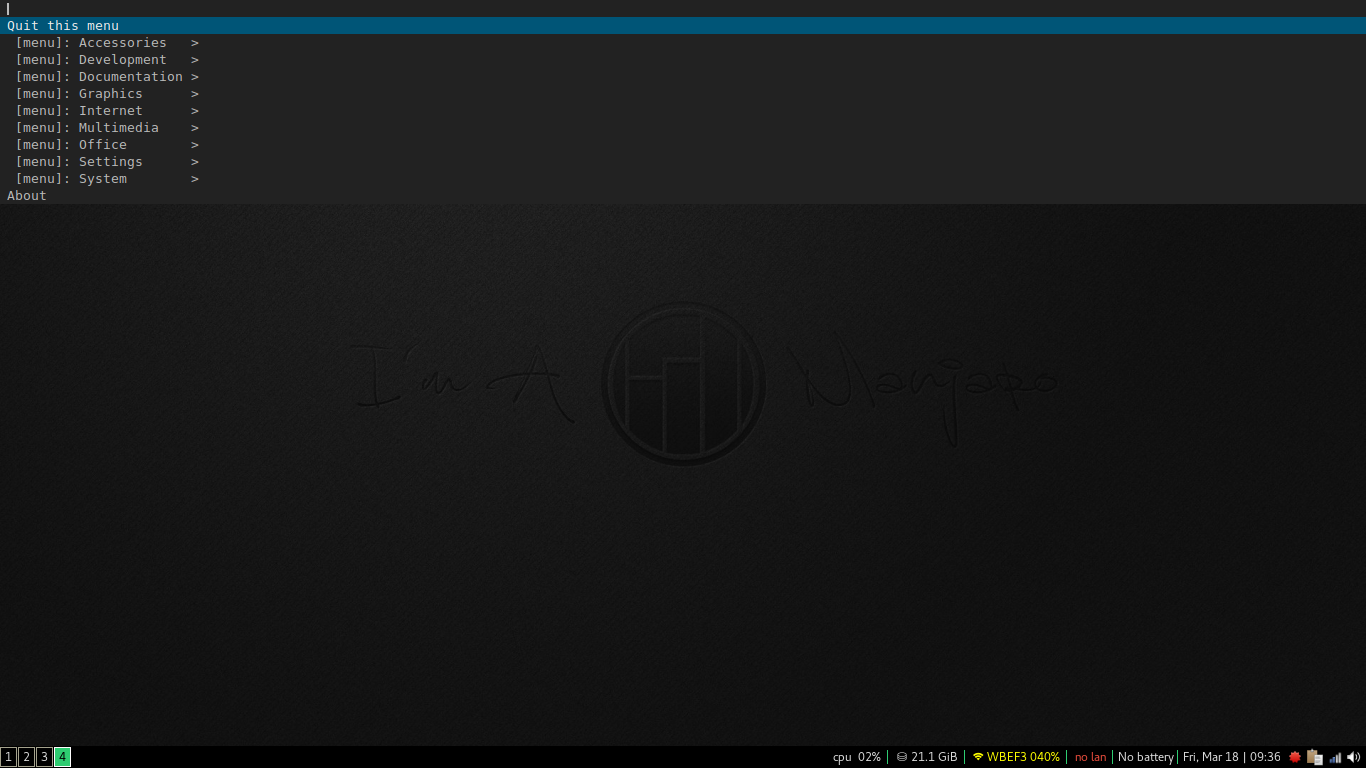 Quit this menu
[menu]: Accessories >
[menu]: Development >
[menu]: Documentation >
[menu]: Graphics >
[menu]: Internet >
[menu]: Multimedia >
[menu]: Office >
[menu]: Settings >
[menu]: System >
About
I'm A Manjaro
1 2 3 4 cpu 02% | 21.1 GiB | WBEF3 040% | no lan | No battery | Fri, Mar 18 | 09:36